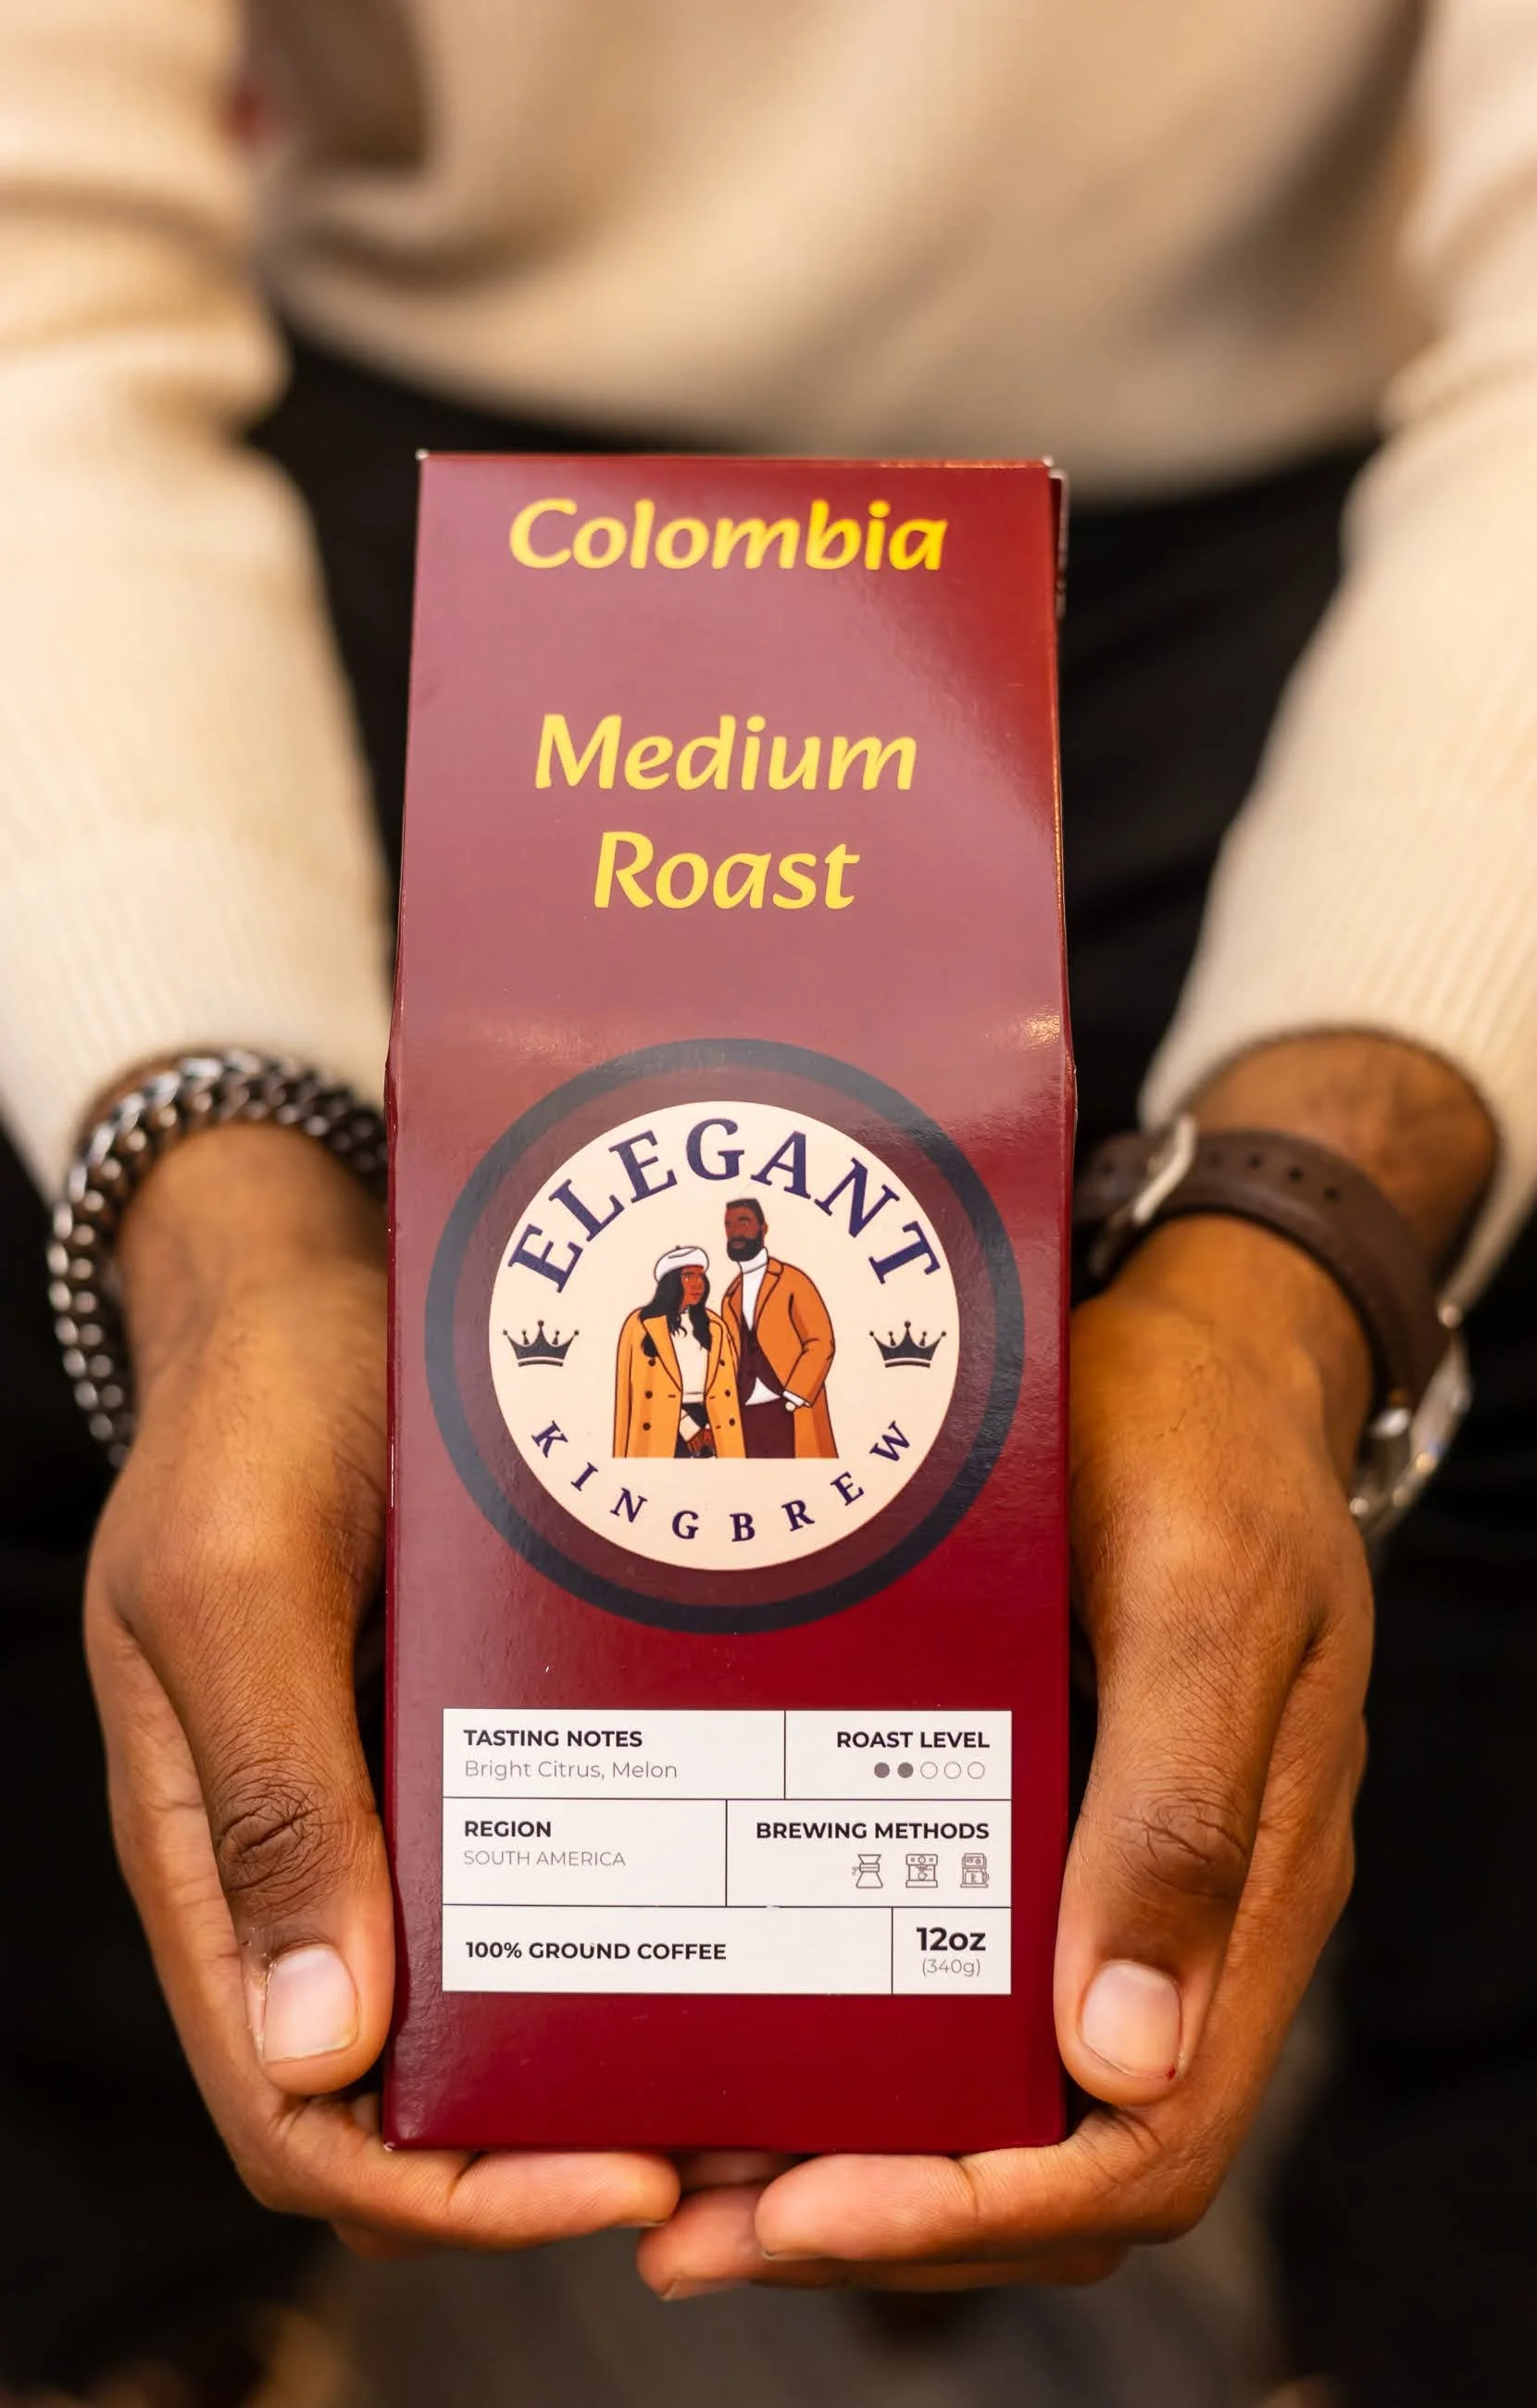 Colombia
Medium
Roast
ELEGANT
KINGBREW
TASTING NOTES
Bright Citrus, Melon
ROAST LEVEL
REGION
SOUTH AMERICA
BREWING METHODS
100% GROUND COFFEE
12oz
(340g)